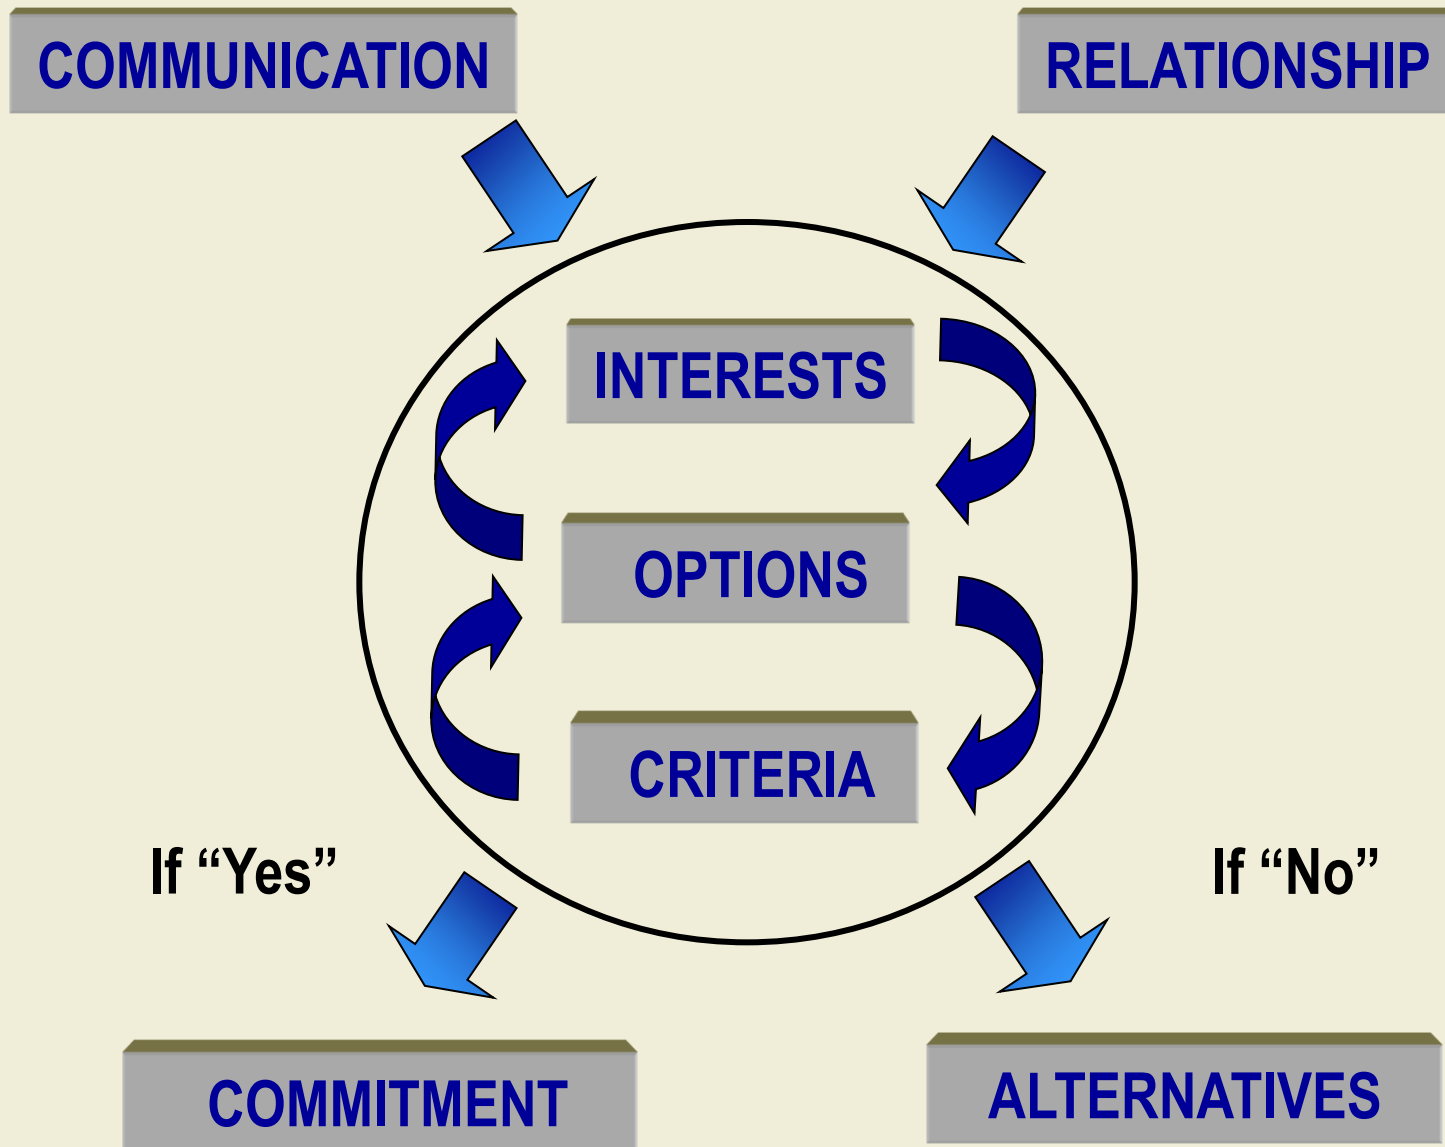 COMMUNICATION
RELATIONSHIP
INTERESTS
OPTIONS
CRITERIA
If “Yes”
If “No”
COMMITMENT
ALTERNATIVES